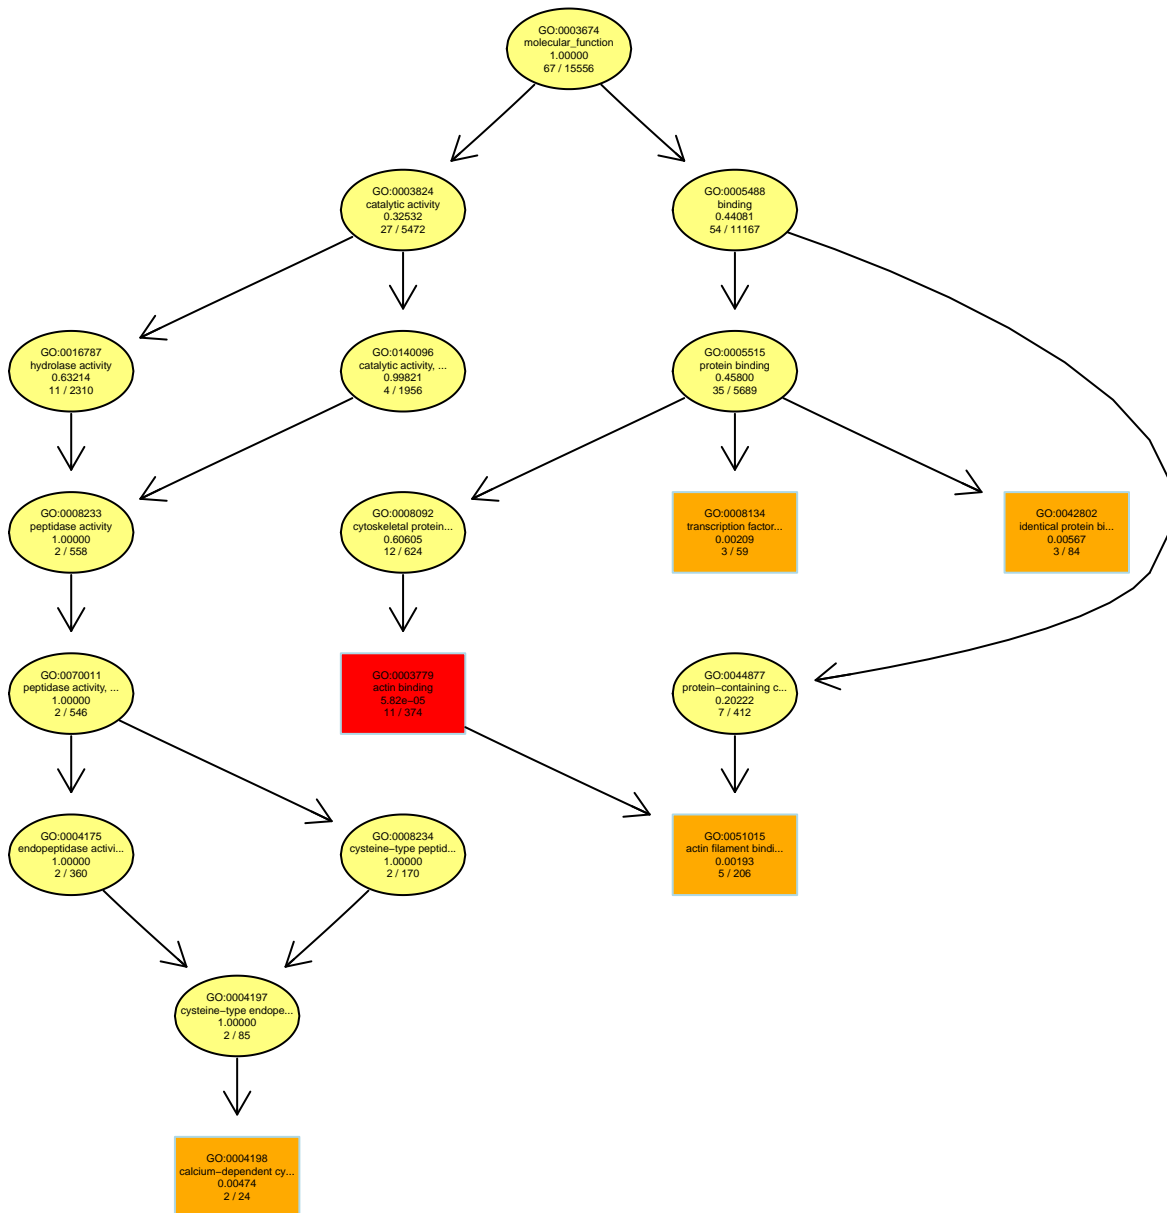 GO:0003674
molecular_function
1.00000
67 / 15556
GO:0003824
catalytic activity
0.32532
27 / 5472
GO:0005488
binding
0.44081
54 / 11167
GO:0016787
hydrolase activity
0.63214
11 / 2310
GO:0140096
catalytic activity, ...
0.99821
4 / 1956
GO:0005515
protein binding
0.45800
35 / 5689
GO:0008233
peptidase activity
1.00000
2 / 558
GO:0008092
cytoskeletal protein...
0.60605
12 / 624
GO:0008134
transcription factor...
0.00209
3 / 59
GO:0042802
identical protein bi...
0.00567
3 / 84
GO:0070011
peptidase activity, ...
1.00000
2 / 546
GO:0003779
actin binding
5.82e−05
11 / 374
GO:0044877
protein−containing c...
0.20222
7 / 412
GO:0004175
endopeptidase activi...
1.00000
2 / 360
GO:0008234
cysteine−type peptid...
1.00000
2 / 170
GO:0051015
actin filament bindi...
0.00193
5 / 206
GO:0004197
cysteine−type endope...
1.00000
2 / 85
GO:0004198
calcium−dependent cy...
0.00474
2 / 24